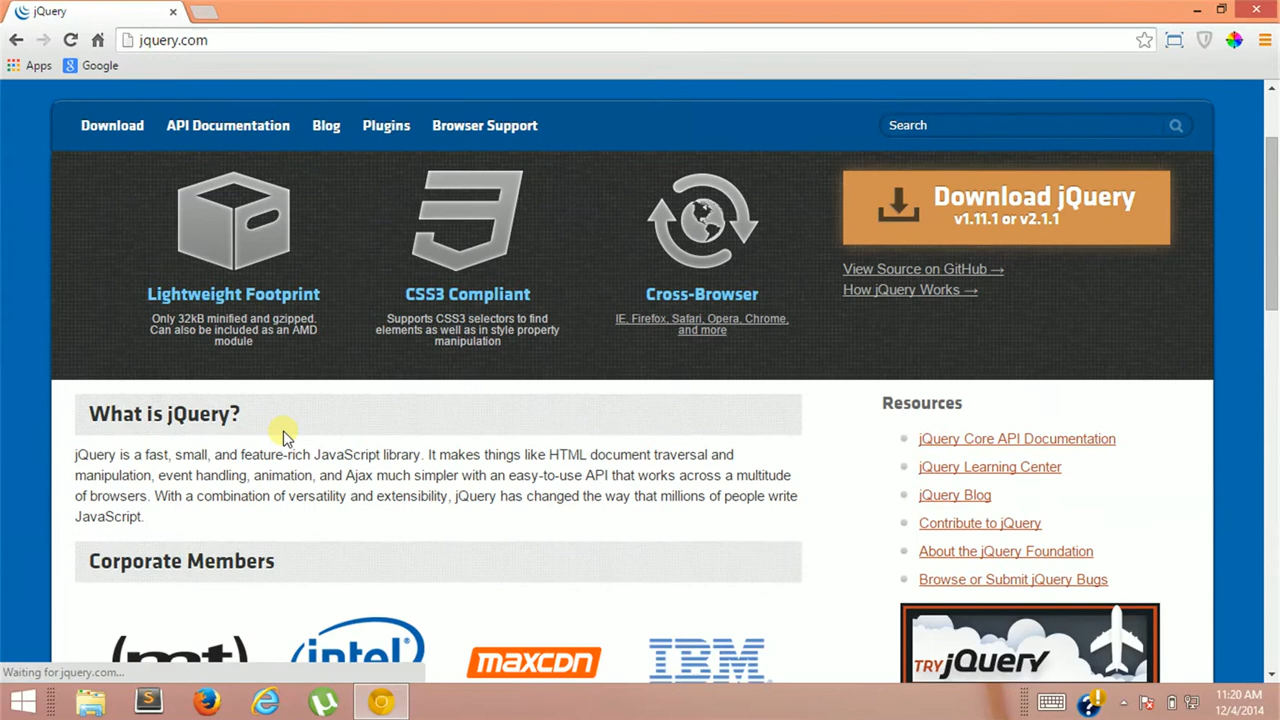 jQuery
jquery.com
Apps
Google
Download
API Documentation
Blog
Plugins
Browser Support
Search
Download jQuery
v1.11.1 or v2.1.1
View Source on GitHub →
How jQuery Works →
Lightweight Footprint
Only 32kB minified and gzipped.
Can also be included as an AMD
module
CSS3 Compliant
Supports CSS3 selectors to find
elements as well as in style property
manipulation
Cross-Browser
IE, Firefox, Safari, Opera, Chrome,
and more
What is jQuery?
jQuery is a fast, small, and feature-rich JavaScript library. It makes things like HTML document traversal and
manipulation, event handling, animation, and Ajax much simpler with an easy-to-use API that works across a multitude
of browsers. With a combination of versatility and extensibility, jQuery has changed the way that millions of people write
JavaScript.
Corporate Members
(mt)
intel
maxcdn
IBM
Resources
jQuery Core API Documentation
jQuery Learning Center
jQuery Blog
Contribute to jQuery
About the jQuery Foundation
Browse or Submit jQuery Bugs
TRY jQUERY
Waiting for jquery.com...
11:20 AM
12/4/2014